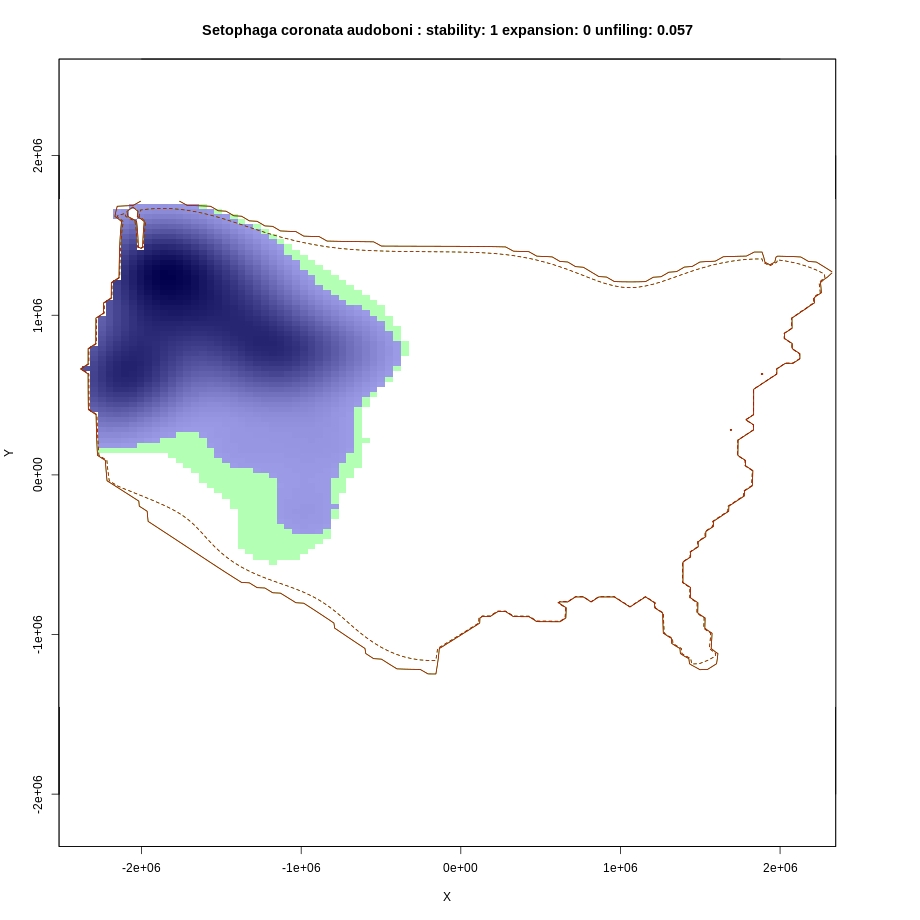 Setophaga coronata audoboni : stability: 1 expansion: 0 unfiling: 0.057
2e+06
1e+06
0e+00
-1e+06
-2e+06
Y
-2e+06 -1e+06 0e+00 1e+06 2e+06
X